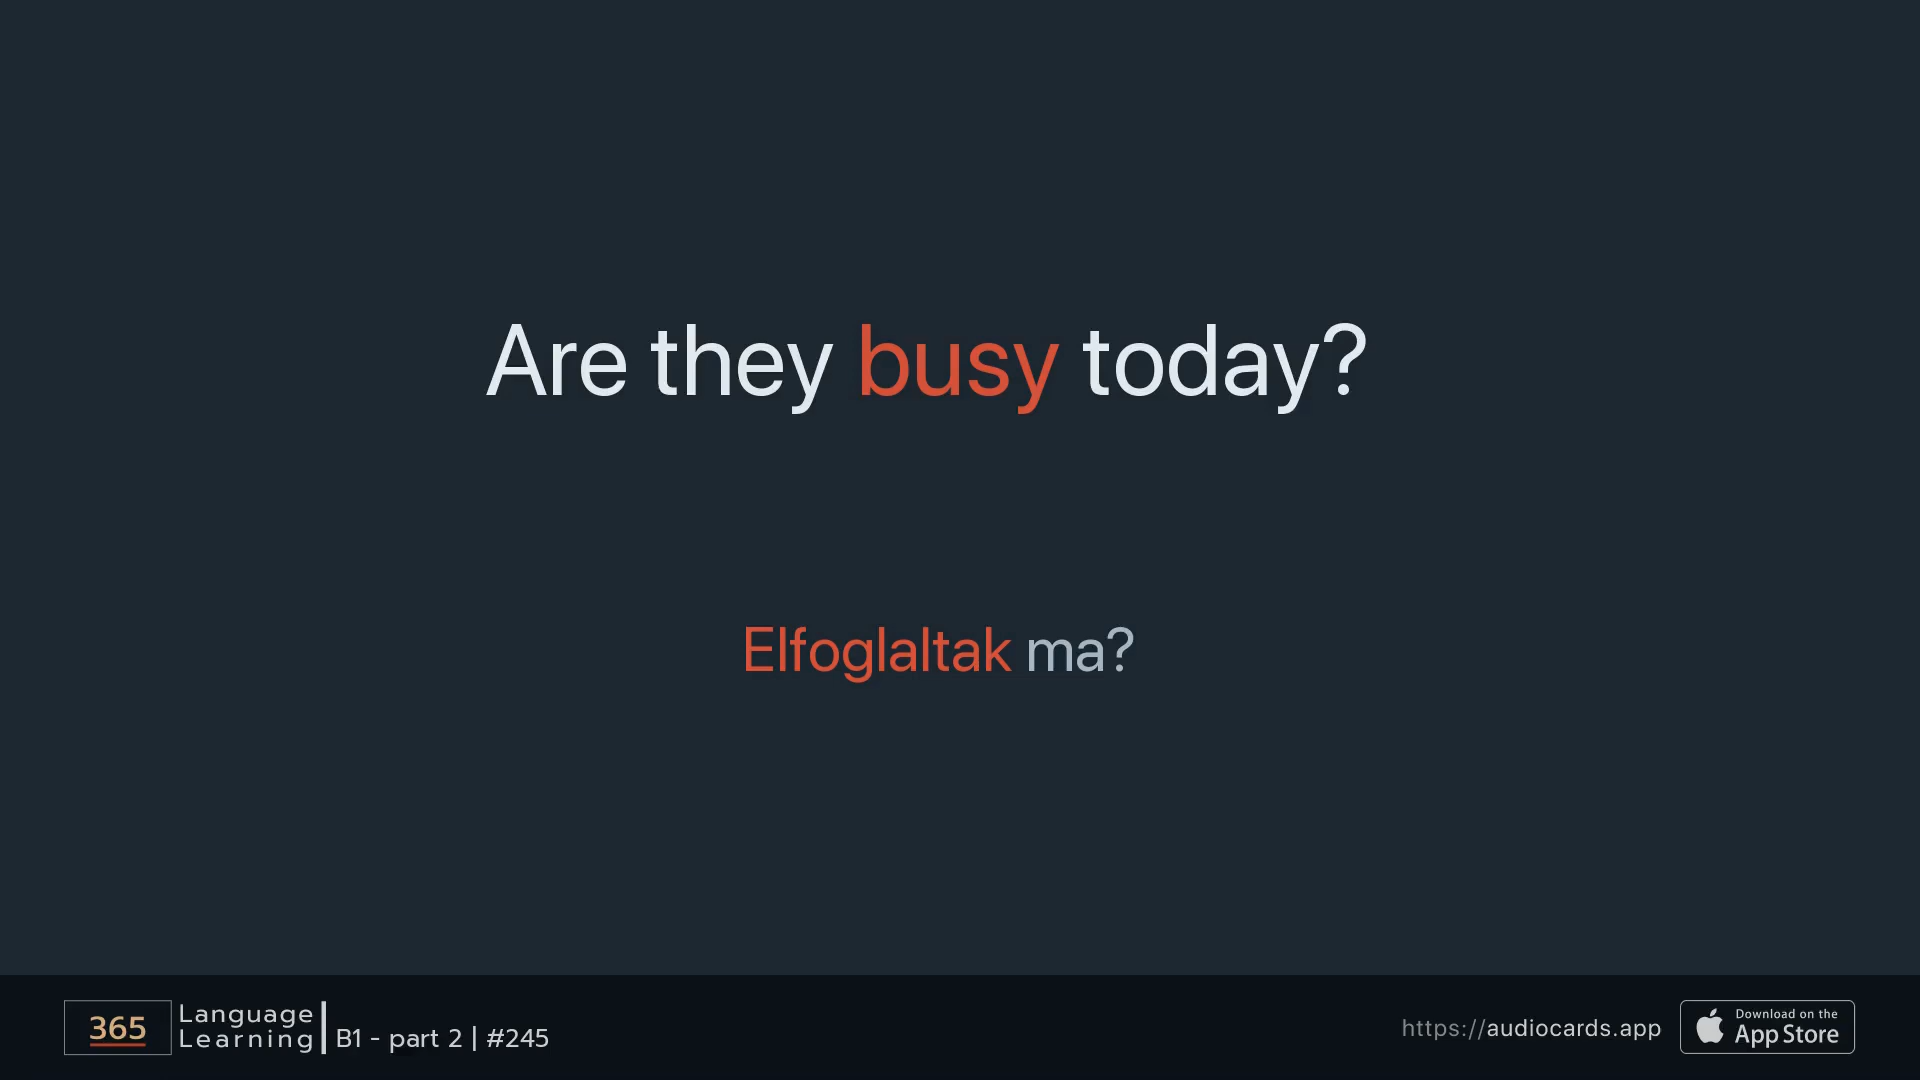 Are they busy today?
Elfoglaltak ma?
365 Language Learning
B1 - part 2 | #245
https://audiocards.app
Download on the
App Store